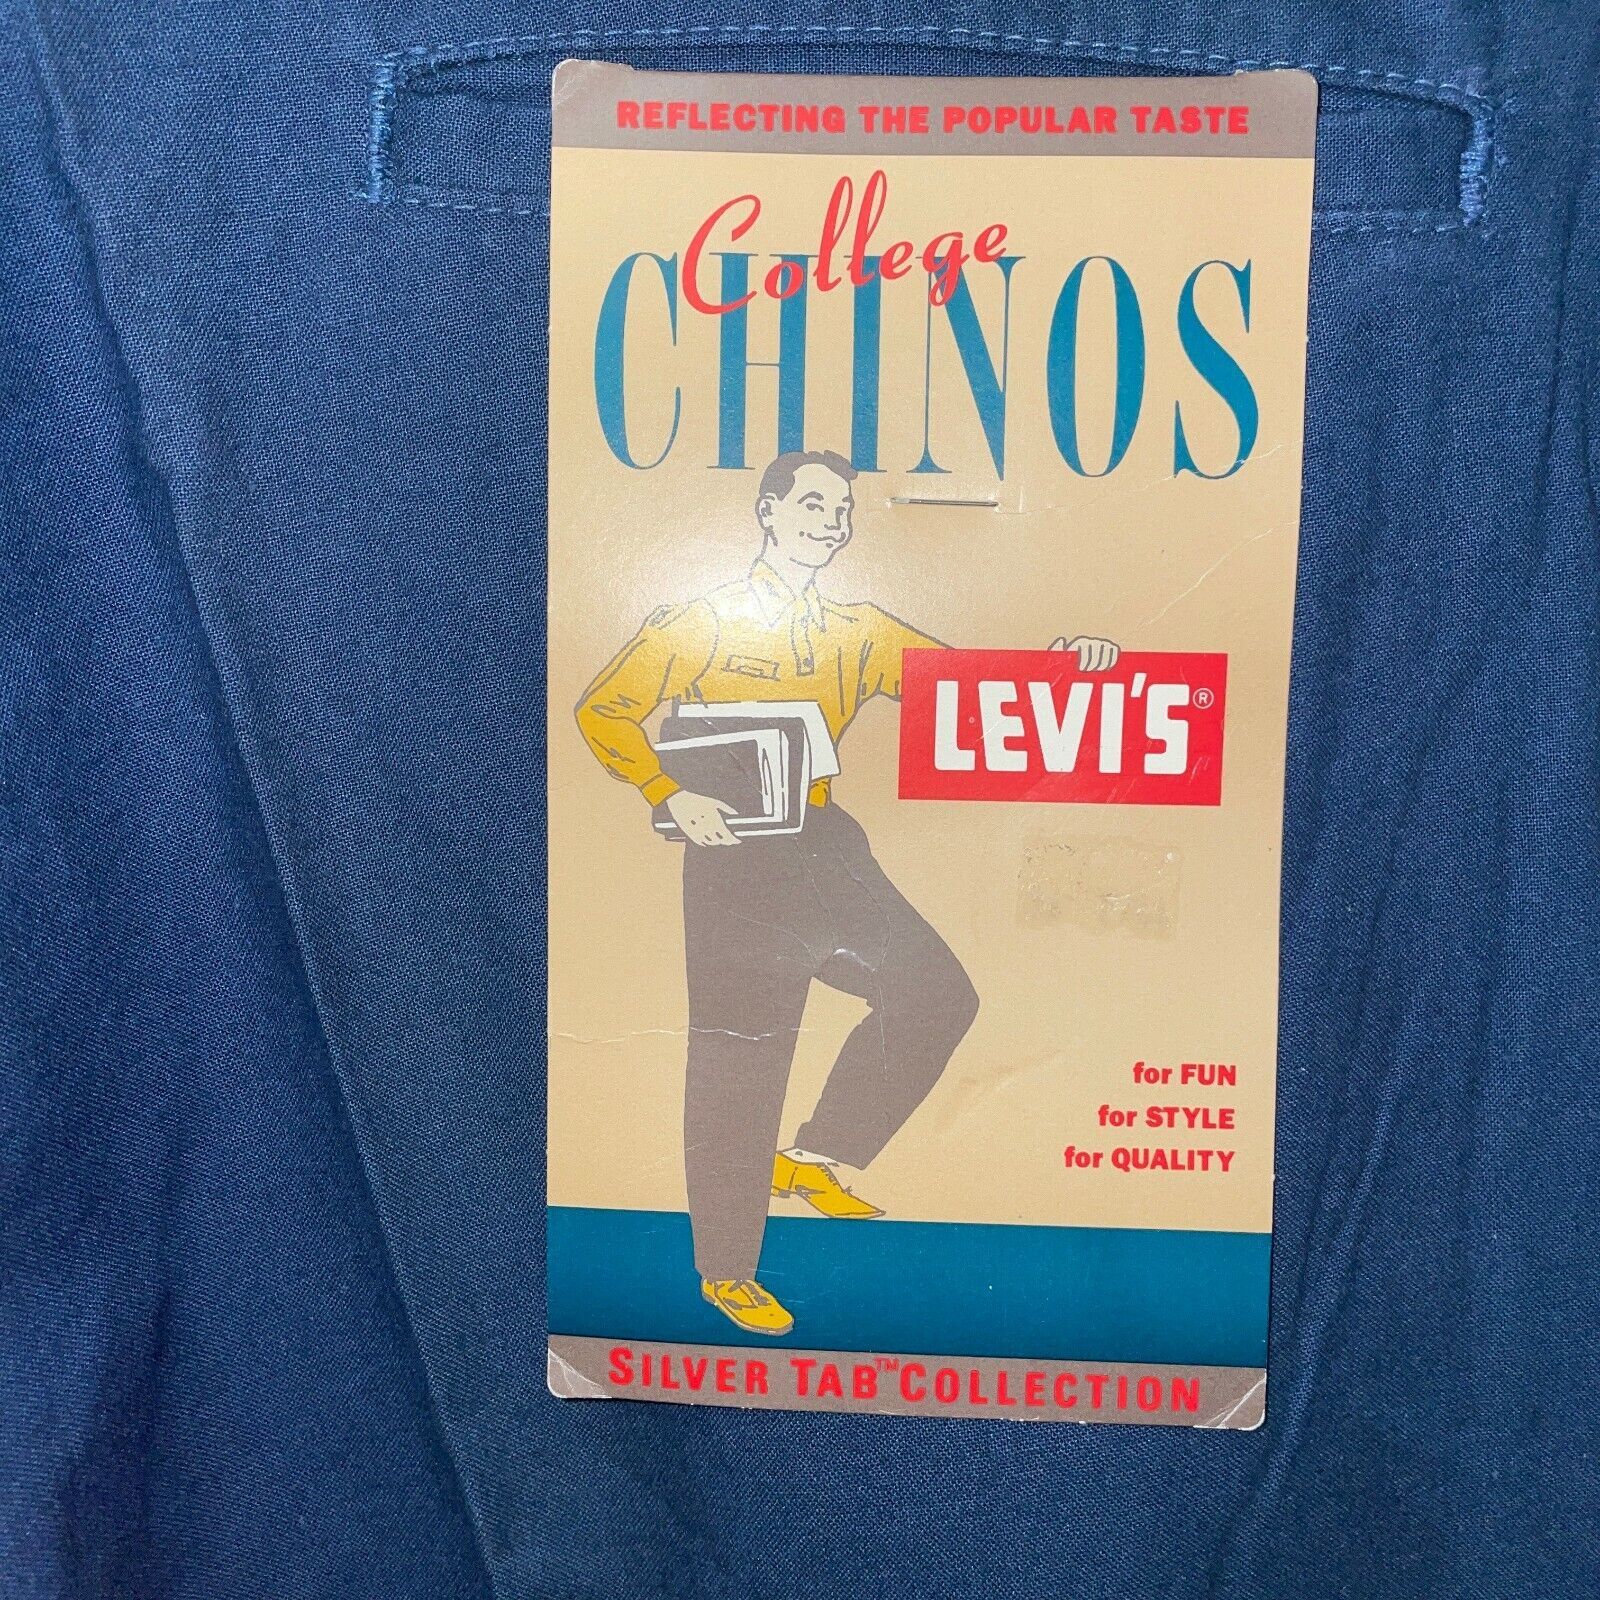 REFLECTING THE POPULAR TASTE
College
CHINOS
LEVI'S®
for FUN
for STYLE
for QUALITY
SILVER TAB™ COLLECTION